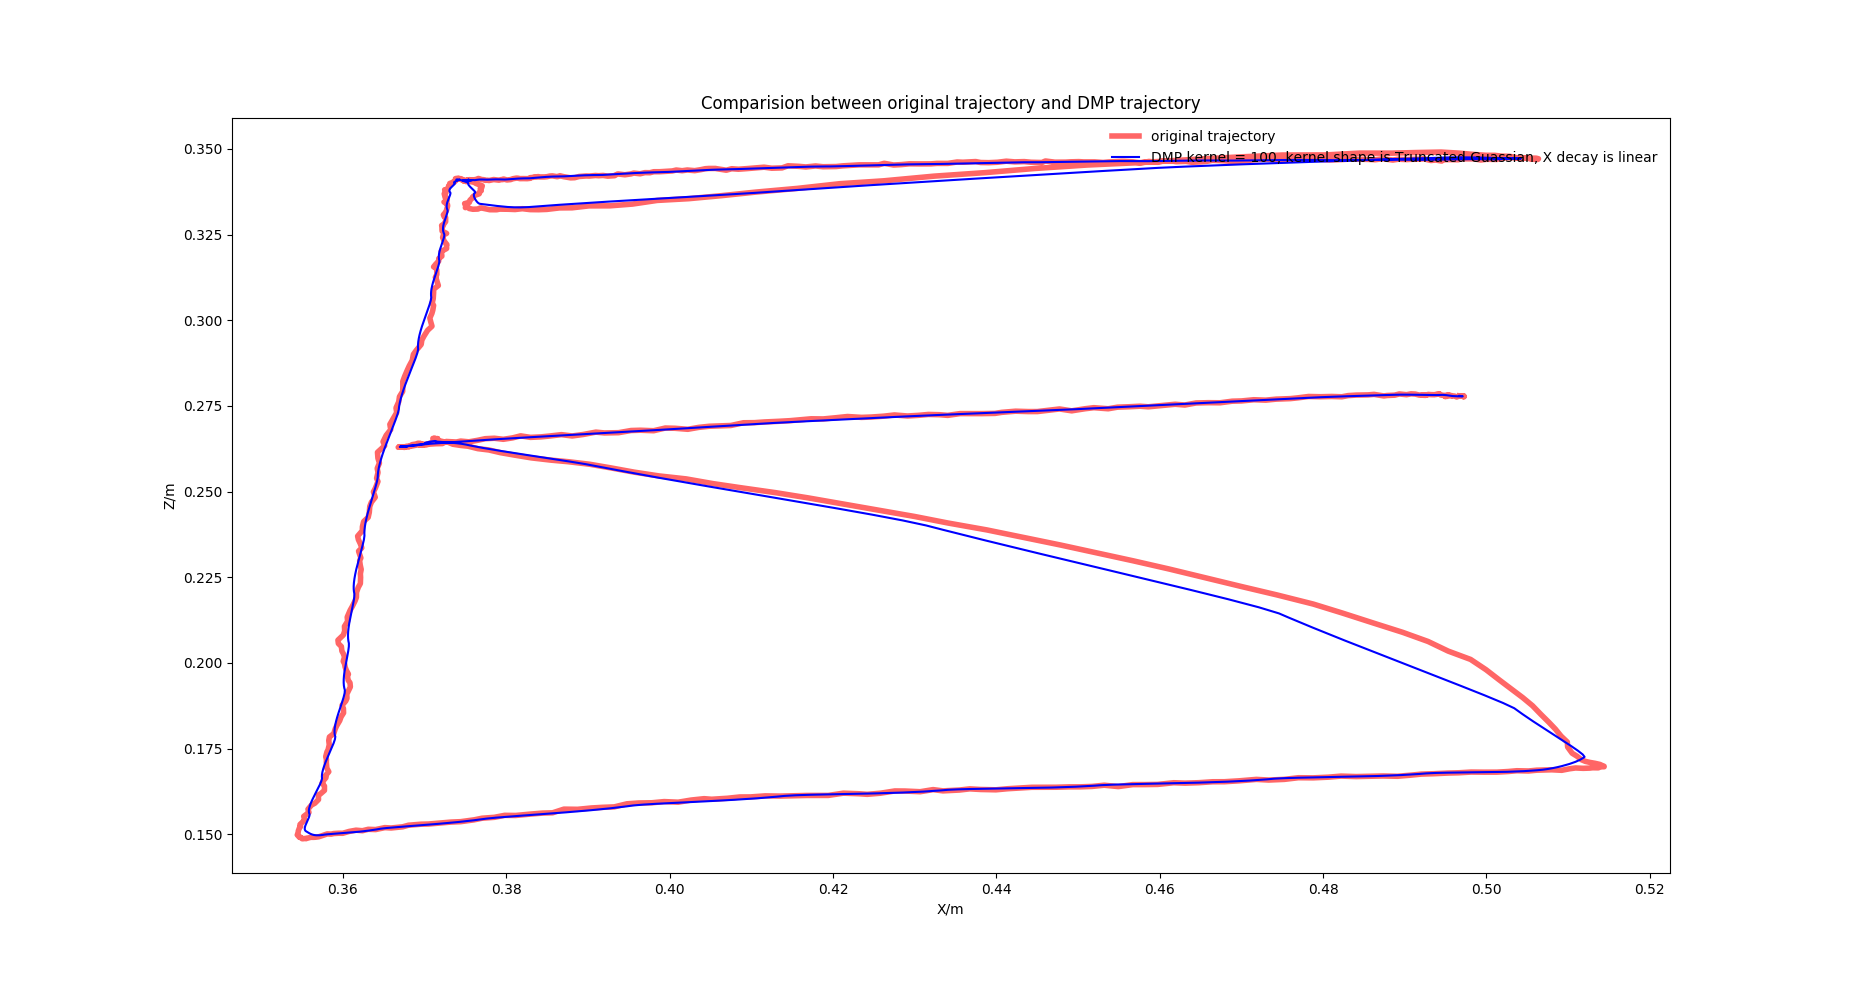 Comparision between original trajectory and DMP trajectory
original trajectory
DMP kernel = 100, kernel shape is Truncated Guassian, X decay is linear
0.350
0.325
0.300
0.275
0.250
0.225
0.200
0.175
0.150
Z/m
0.36 0.38 0.40 0.42 0.44 0.46 0.48 0.50 0.52
X/m